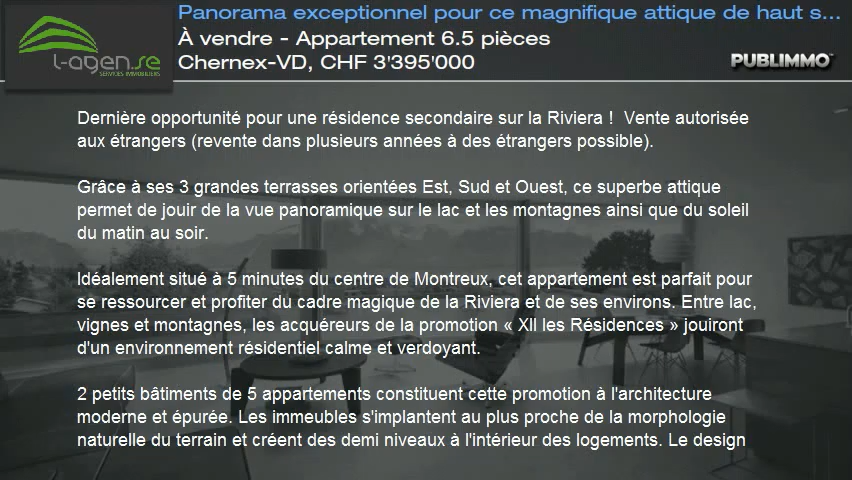 Panorama exceptionnel pour ce magnifique attique de haut s...
À vendre - Appartement 6.5 pièces
Chernex-VD, CHF 3'395'000
l-agen.se
SERVICES IMMOBILIERS
PUBLIMMO™
Dernière opportunité pour une résidence secondaire sur la Riviera ! Vente autorisée
aux étrangers (revente dans plusieurs années à des étrangers possible).
Grâce à ses 3 grandes terrasses orientées Est, Sud et Ouest, ce superbe attique
permet de jouir de la vue panoramique sur le lac et les montagnes ainsi que du soleil
du matin au soir.
Idéalement situé à 5 minutes du centre de Montreux, cet appartement est parfait pour
se ressourcer et profiter du cadre magique de la Riviera et de ses environs. Entre lac,
vignes et montagnes, les acquéreurs de la promotion « XII les Résidences » jouiront
d'un environnement résidentiel calme et verdoyant.
2 petits bâtiments de 5 appartements constituent cette promotion à l'architecture
moderne et épurée. Les immeubles s'implantent au plus proche de la morphologie
naturelle du terrain et créent des demi niveaux à l'intérieur des logements. Le design